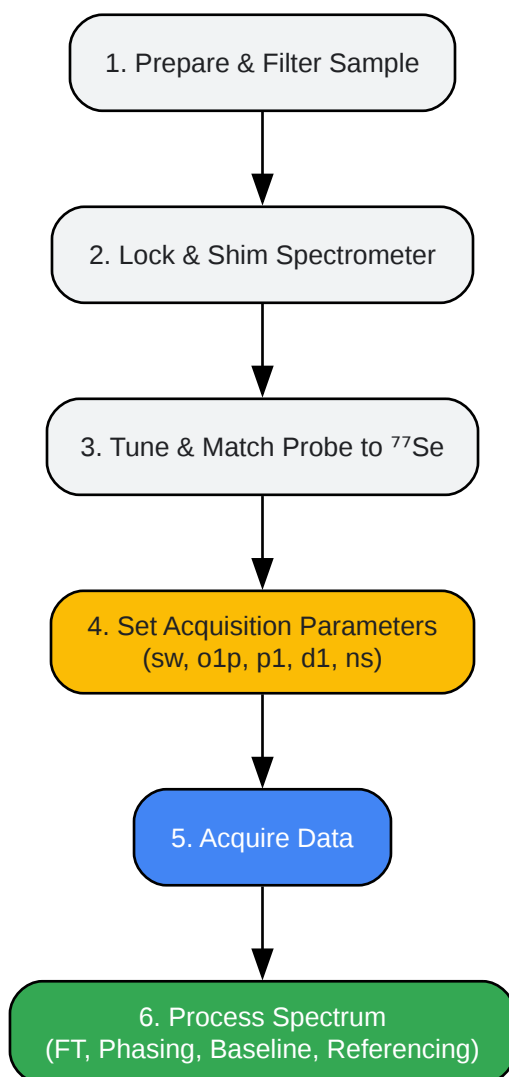 1. Prepare & Filter Sample
2. Lock & Shim Spectrometer
3. Tune & Match Probe to ⁷⁷Se
4. Set Acquisition Parameters
(sw, o1p, p1, d1, ns)
5. Acquire Data
6. Process Spectrum
(FT, Phasing, Baseline, Referencing)